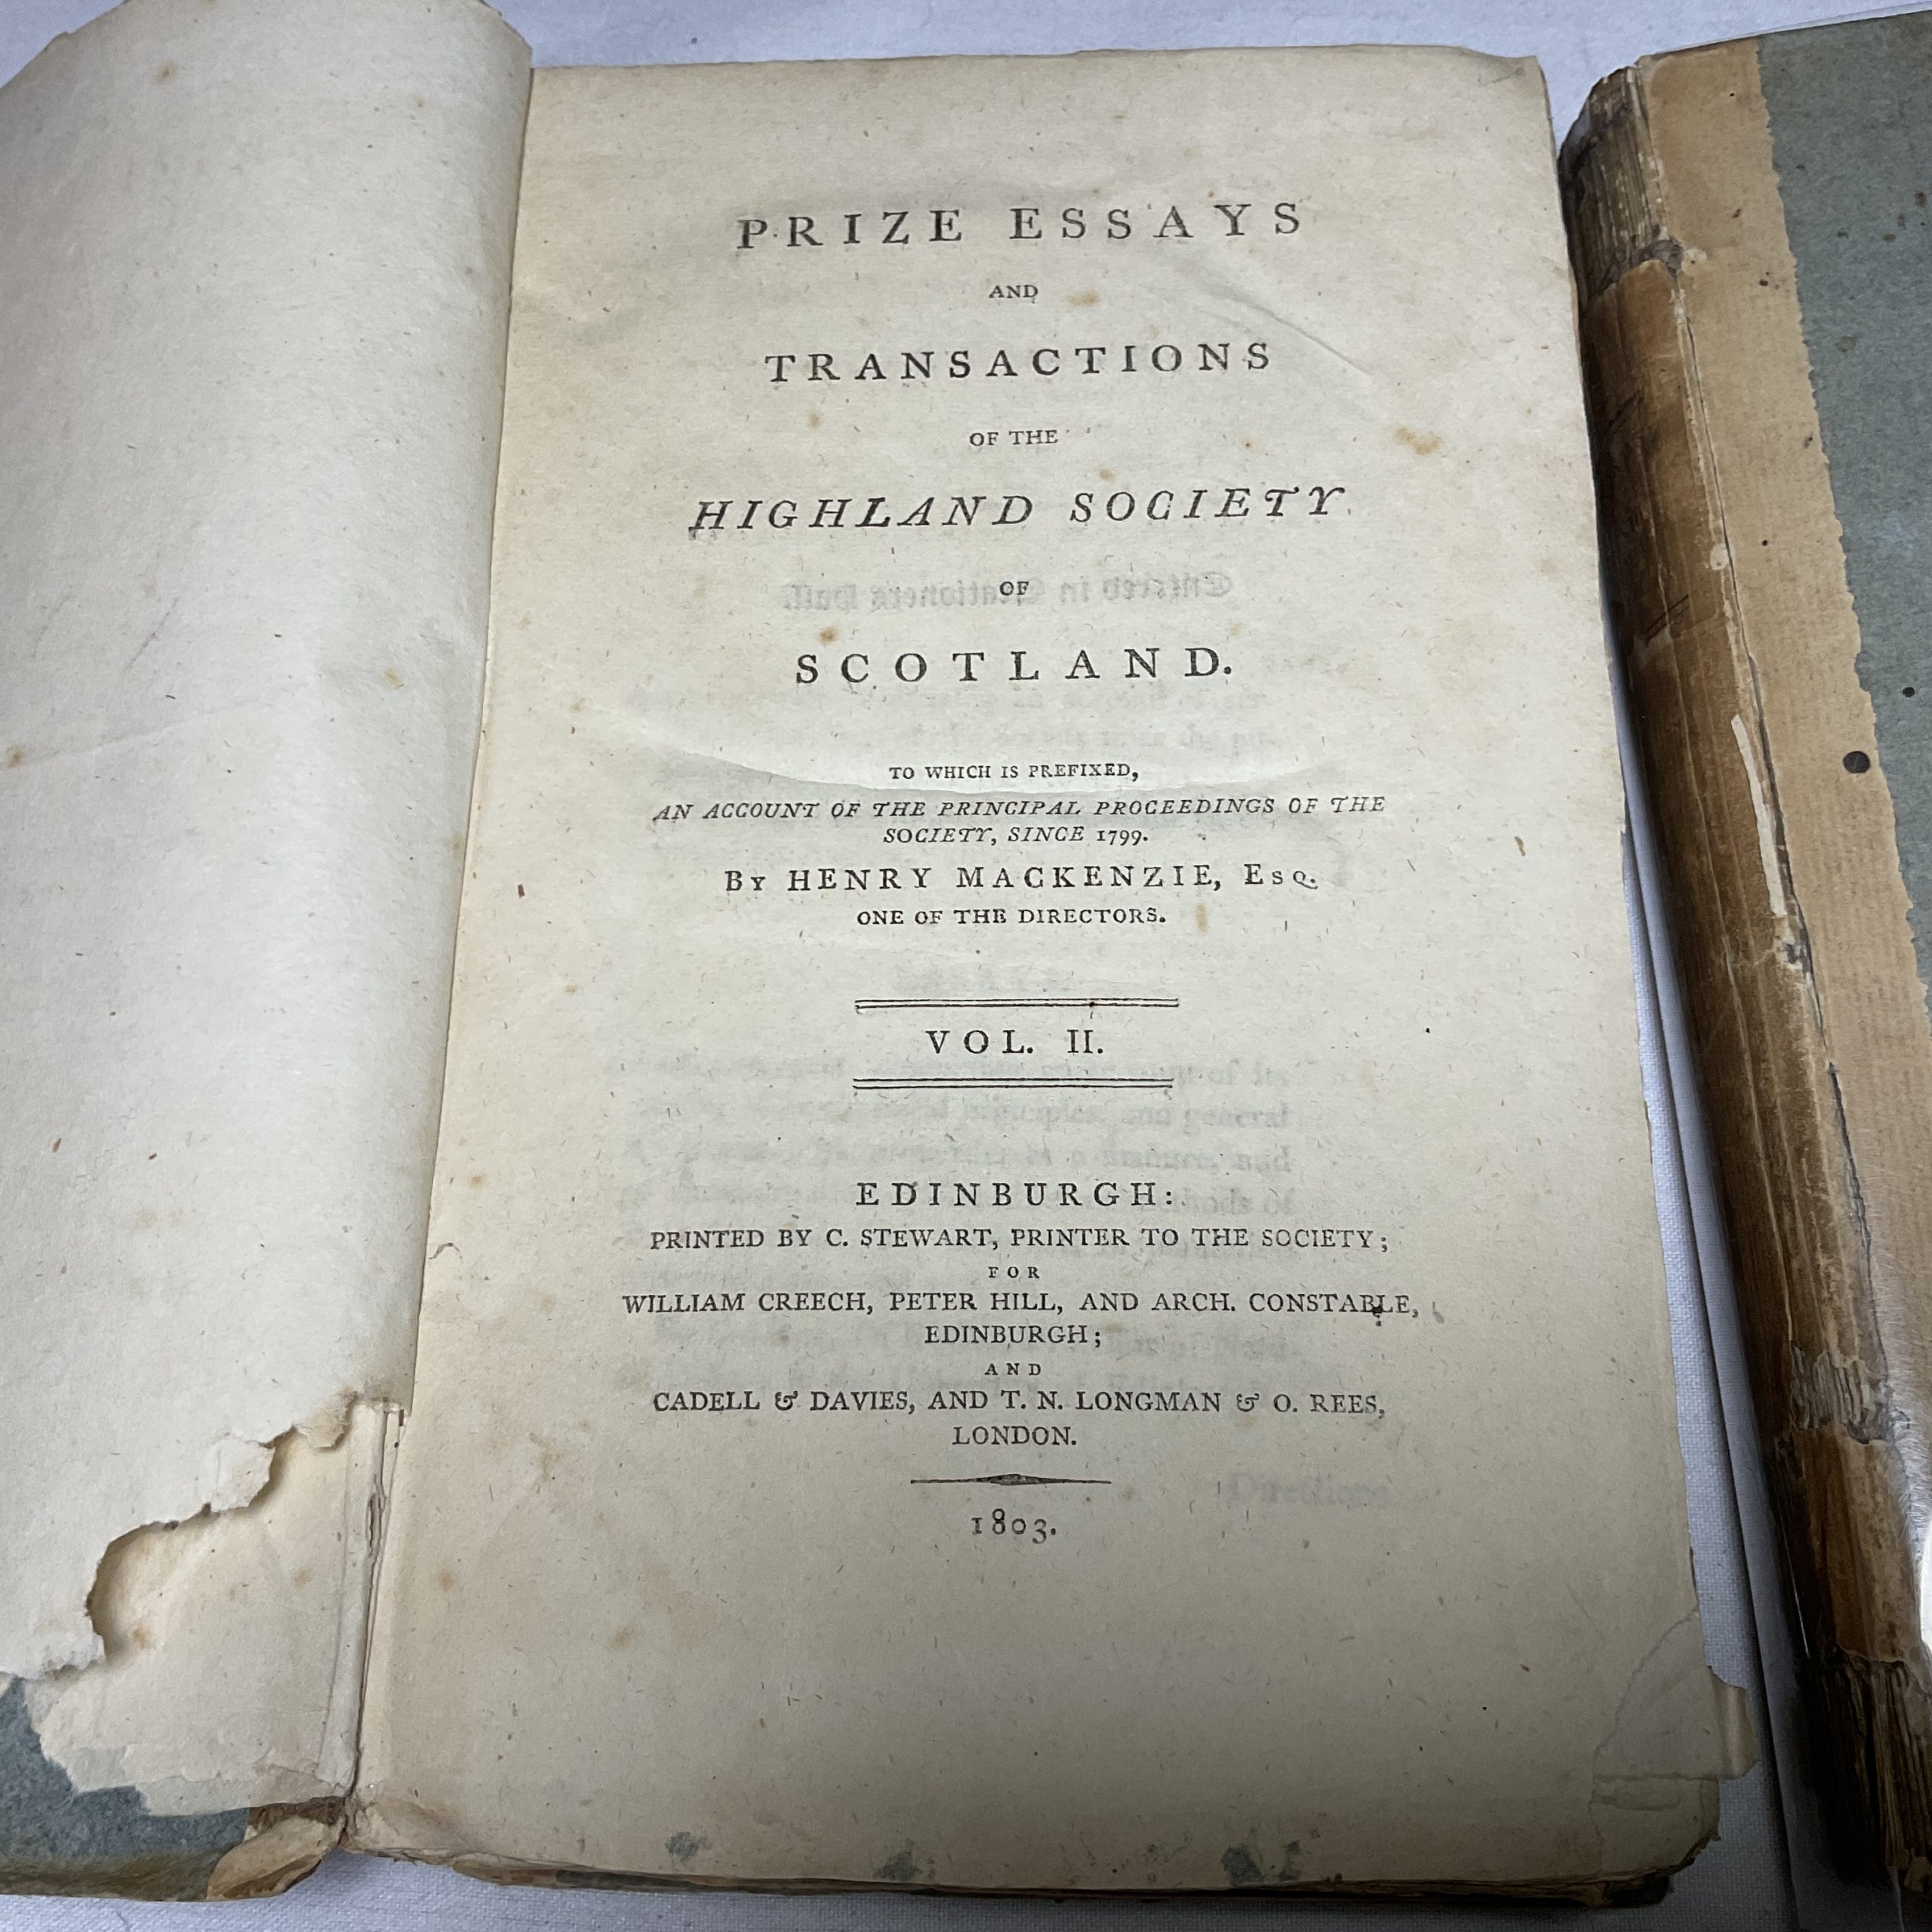 PRIZE ESSAYS
AND
TRANSACTIONS
OF THE
HIGHLAND SOCIETY
OF
SCOTLAND.
TO WHICH IS PREFIXED,
AN ACCOUNT OF THE PRINCIPAL PROCEEDINGS OF THE
SOCIETY, SINCE 1799.
BY HENRY MACKENZIE, ESQ.
ONE OF THE DIRECTORS.
VOL. II.
EDINBURGH:
PRINTED BY C. STEWART, PRINTER TO THE SOCIETY;
FOR
WILLIAM CREECH, PETER HILL, AND ARCH. CONSTABLE,
EDINBURGH;
AND
CADELL & DAVIES, AND T. N. LONGMAN & O. REES,
LONDON.
1803.